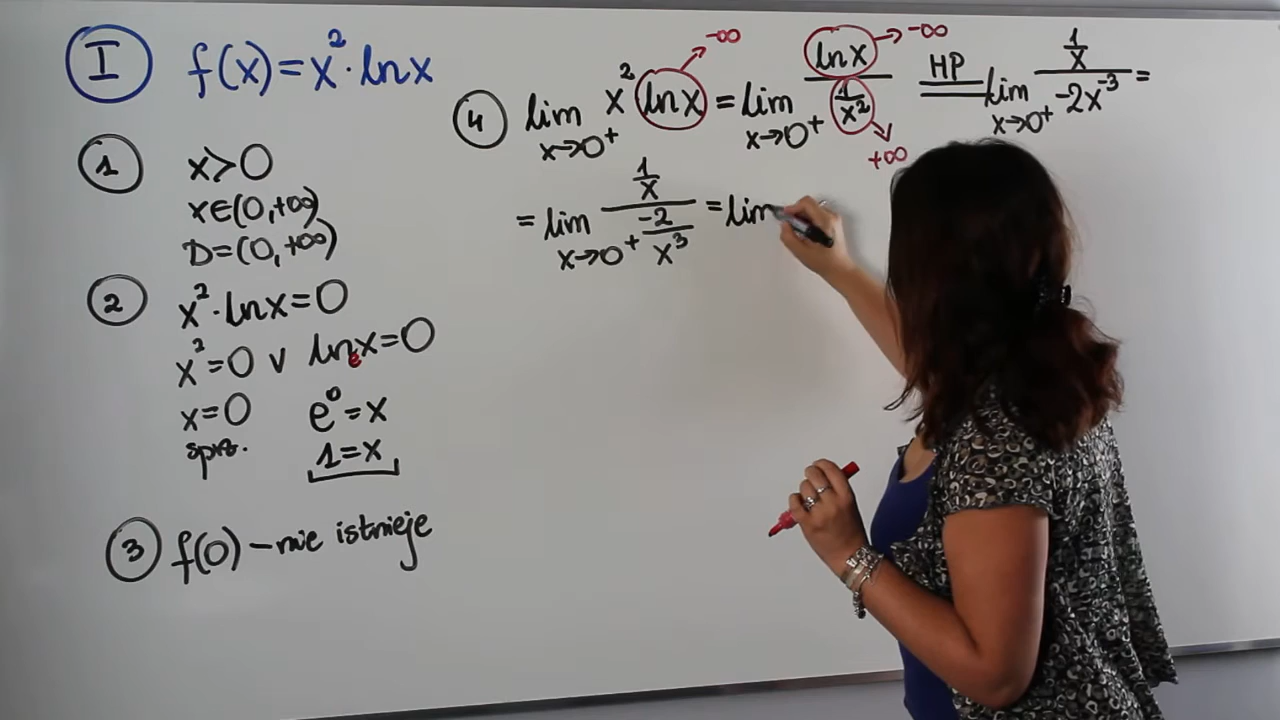 I f(x)=x²·lnx
1 x>0
x∈(0,+∞)
D=(0,+∞)
2 x²·lnx=0
x²=0 ∨ lnₑx=0
x=0 e⁰=x
sprz. 1=x
3 f(0)–nie istnieje
4 lim x→0⁺ x² lnx →-∞ = lim x→0⁺ lnx →-∞ / (1/x²) →+∞ HP lim x→0⁺ (1/x)/(-2x⁻³) =
= lim x→0⁺ (1/x)/(-2/x³) = lim